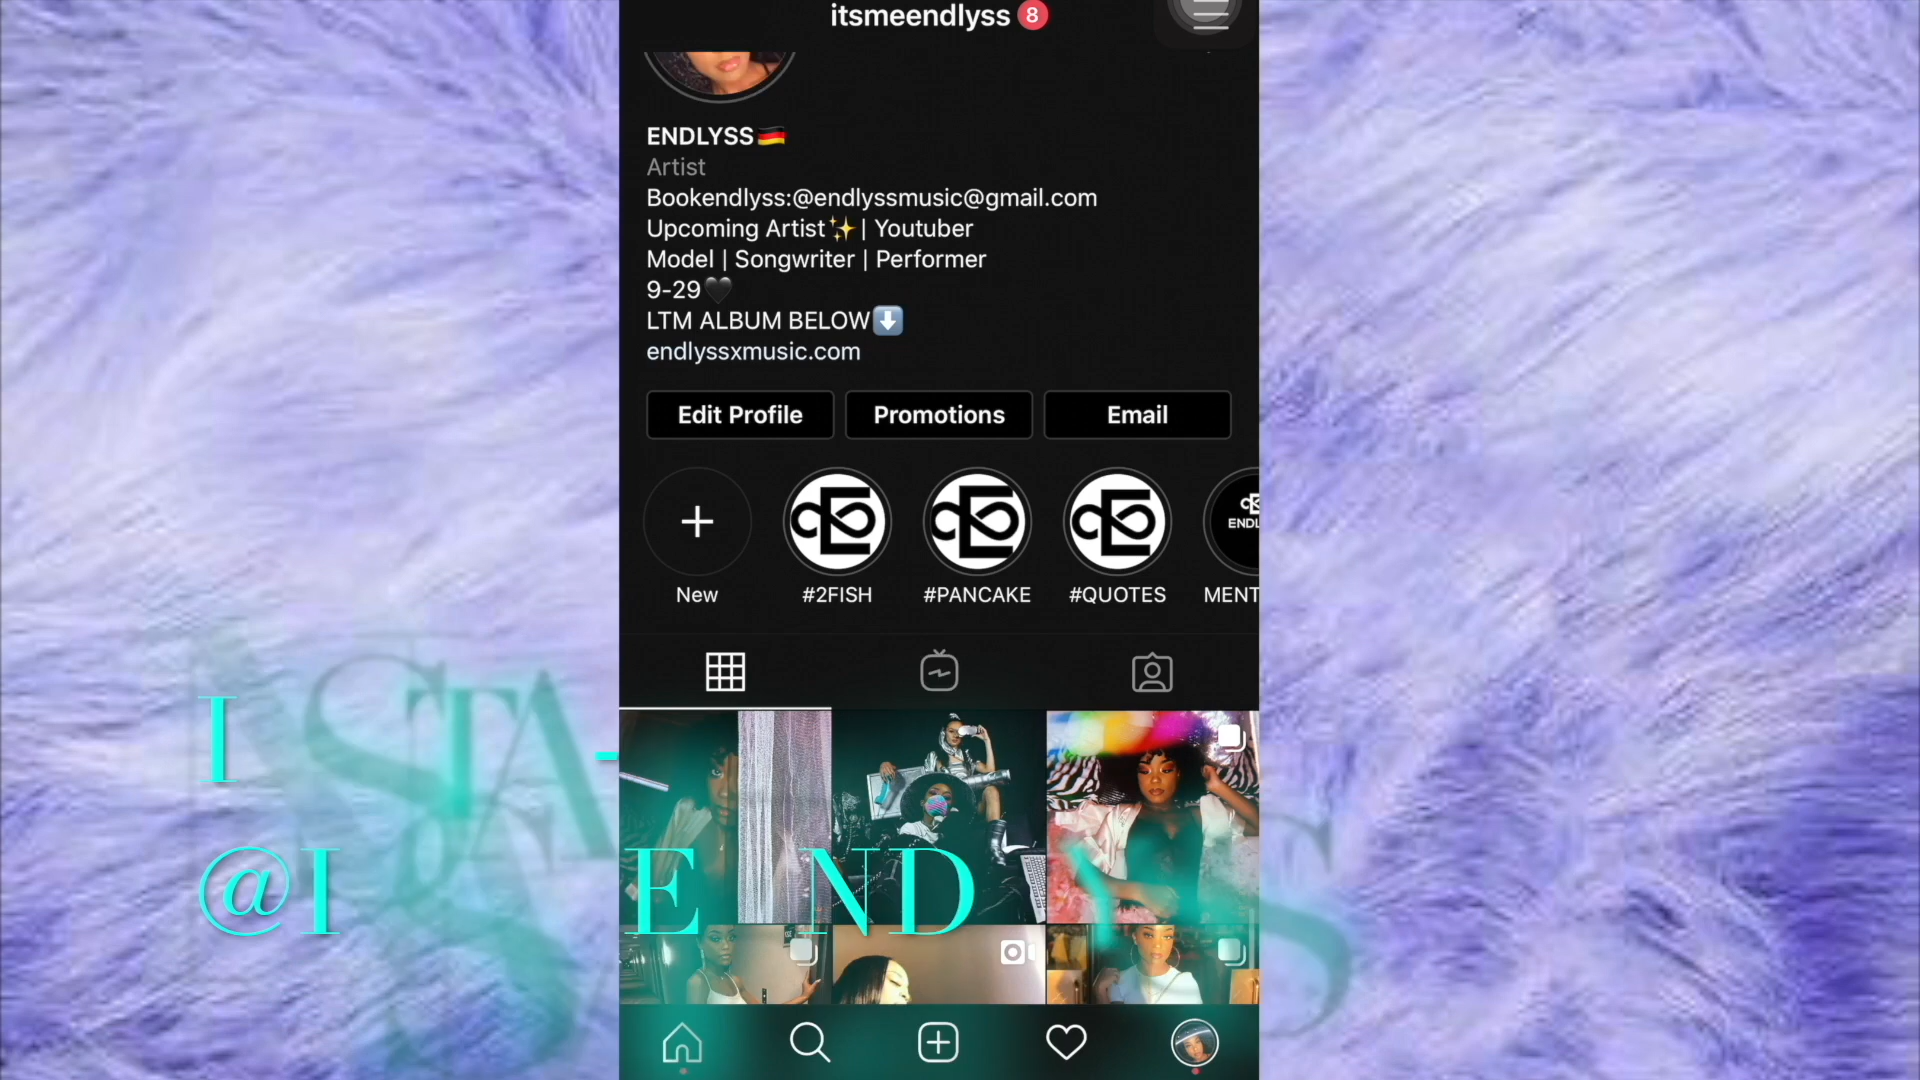 itsmeendlyss 8
ENDLYSS🇩🇪
Artist
Bookendlyss:@endlyssmusic@gmail.com
Upcoming Artist✨| Youtuber
Model | Songwriter | Performer
9-29🖤
LTM ALBUM BELOW⬇️
endlyssxmusic.com
Edit Profile Promotions Email
New #2FISH #PANCAKE #QUOTES MENT